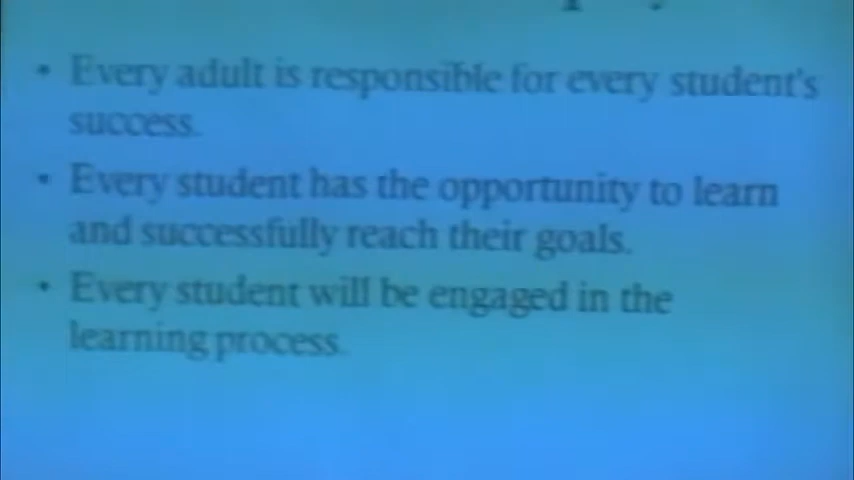 • Every adult is responsible for every student's
success.
• Every student has the opportunity to learn
and successfully reach their goals.
• Every student will be engaged in the
learning process.